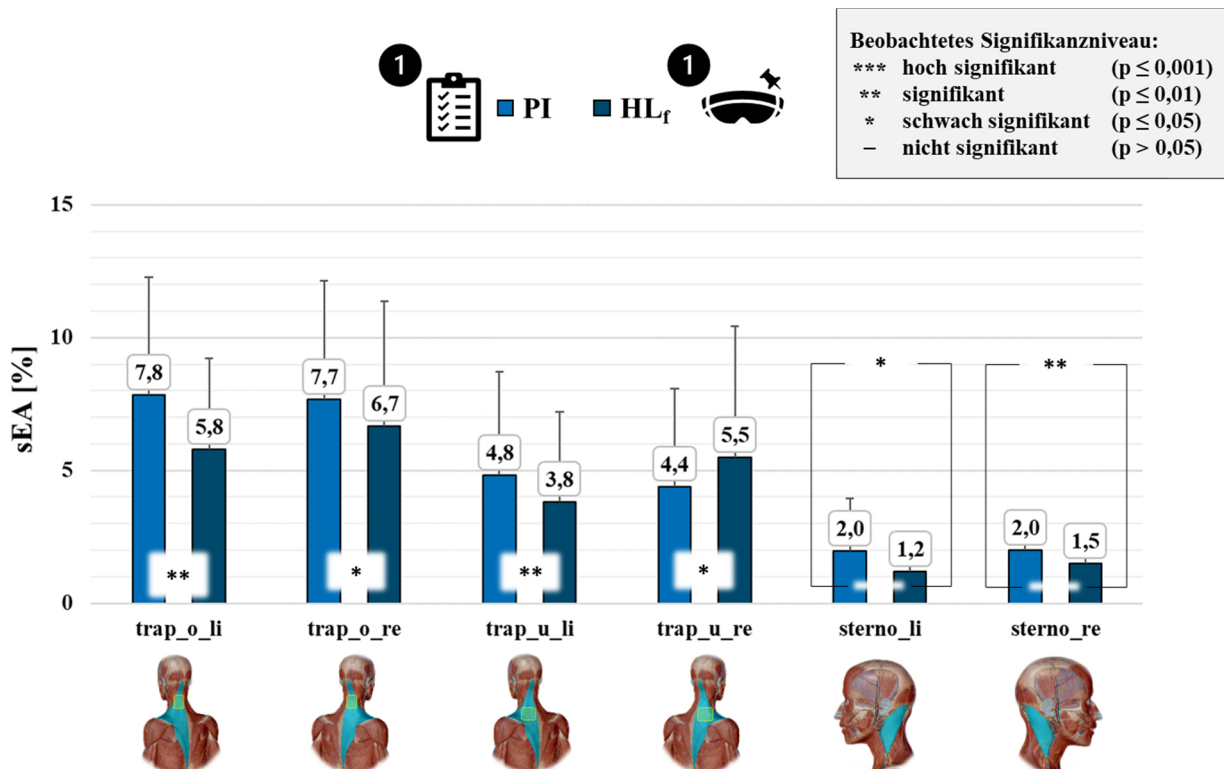 Beobachtetes Signifikanzniveau:
*** hoch signifikant (p ≤ 0,001)
** signifikant (p ≤ 0,01)
* schwach signifikant (p ≤ 0,05)
– nicht signifikant (p > 0,05)
1 PI HLf 1
sEA [%]
15
10
5
0
7,8 5,8 7,7 6,7 4,8 3,8 4,4 5,5 2,0 1,2 2,0 1,5
** * ** * * **
trap_o_li trap_o_re trap_u_li trap_u_re sterno_li sterno_re